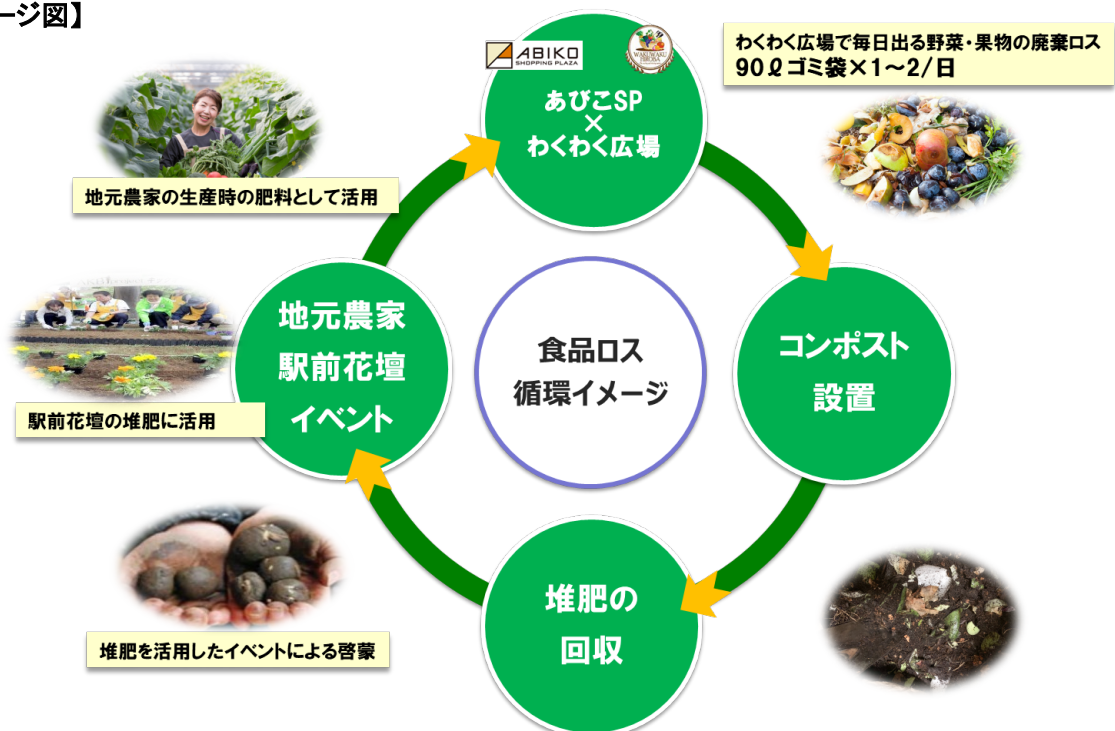 ージ図】
ABIKO
SHOPPING PLAZA
WAKUWAKU
HIROBA
あびこSP
×
わくわく広場
わくわく広場で毎日出る野菜・果物の廃棄ロス
90ℓゴミ袋×1~2/日
地元農家の生産時の肥料として活用
地元農家
駅前花壇
イベント
食品ロス
循環イメージ
コンポスト
設置
駅前花壇の堆肥に活用
堆肥の
回収
堆肥を活用したイベントによる啓蒙